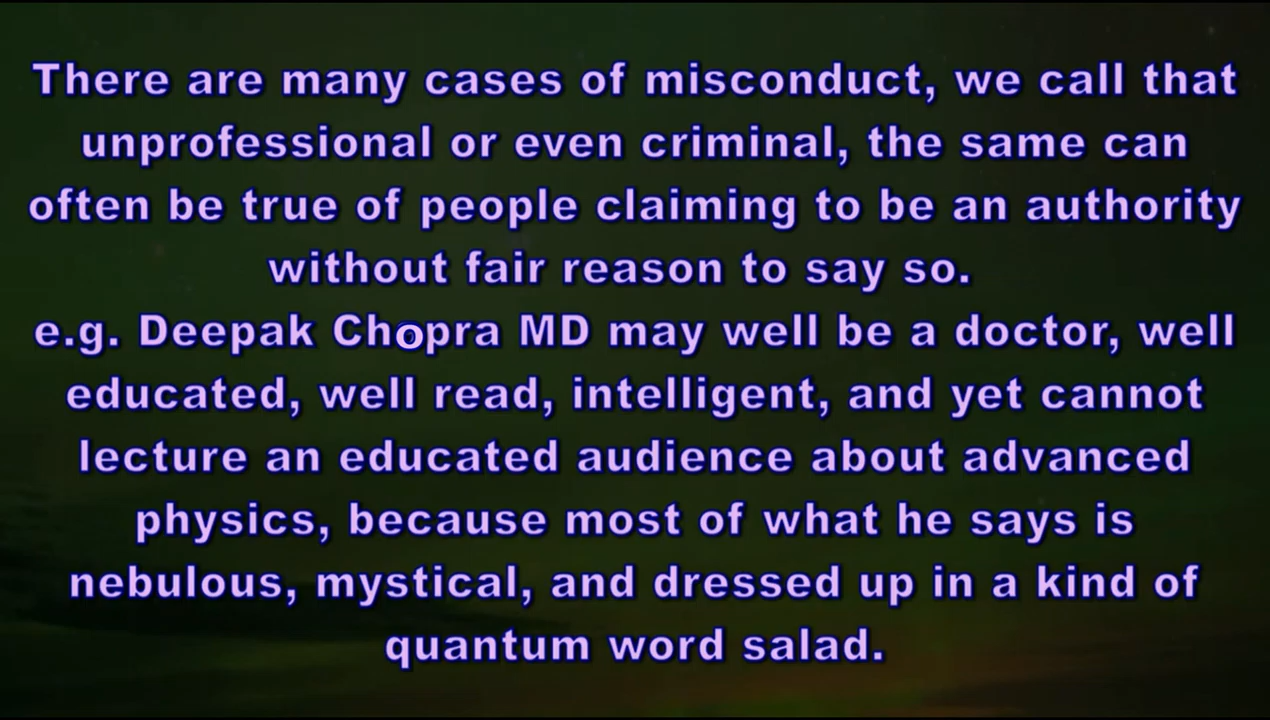 There are many cases of misconduct, we call that
unprofessional or even criminal, the same can
often be true of people claiming to be an authority
without fair reason to say so.
e.g. Deepak Chopra MD may well be a doctor, well
educated, well read, intelligent, and yet cannot
lecture an educated audience about advanced
physics, because most of what he says is
nebulous, mystical, and dressed up in a kind of
quantum word salad.